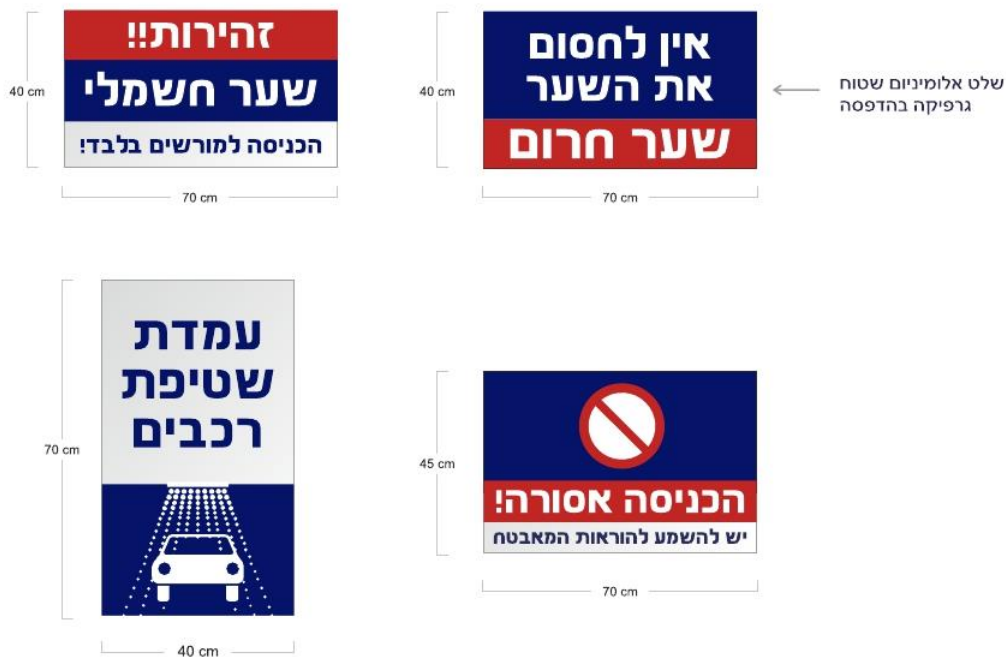 זהירות!!
שער חשמלי
הכניסה למורשים בלבד!
40 cm
70 cm
אין לחסום
את השער
שער חרום
40 cm
70 cm
שלט אלומיניום שטוח
גרפיקה בהדפסה
עמדת
שטיפת
רכבים
70 cm
40 cm
הכניסה אסורה!
יש להשמע להוראות המאבטח
45 cm
70 cm